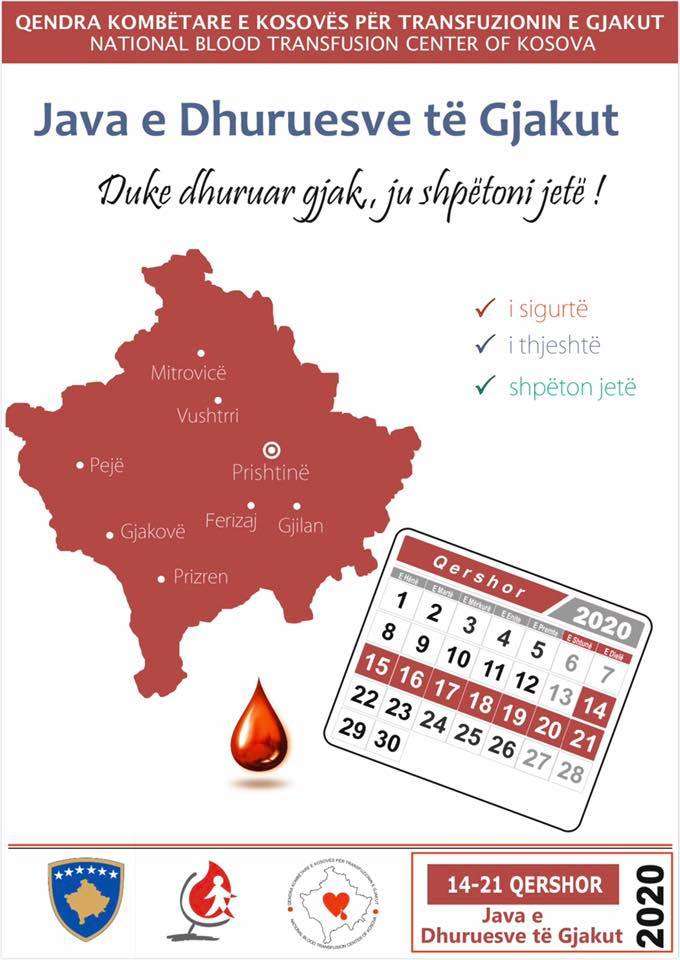 QENDRA KOMBËTARE E KOSOVËS PËR TRANSFUZIONIN E GJAKUT
NATIONAL BLOOD TRANSFUSION CENTER OF KOSOVA
Java e Dhuruesve të Gjakut
Duke dhuruar gjak,, ju shpëtoni jetë !
i sigurtë
i thjeshtë
shpëton jetë
Mitrovicë
Vushtrri
Pejë
Prishtinë
Ferizaj
Gjilan
Gjakovë
Prizren
Qershor
2020
E Hënë E Martë E Mërkurë E Enjte E Premte E Shtunë E Dielë
1 2 3 4 5 6 7
8 9 10 11 12 13 14
15 16 17 18 19 20 21
22 23 24 25 26 27 28
29 30
QENDRA KOMBËTARE E KOSOVËS PËR TRANSFUZIONIN E GJAKUT
NATIONAL BLOOD TRANSFUSION CENTER OF KOSOVA
14-21 QERSHOR
Java e
Dhuruesve të Gjakut
2020